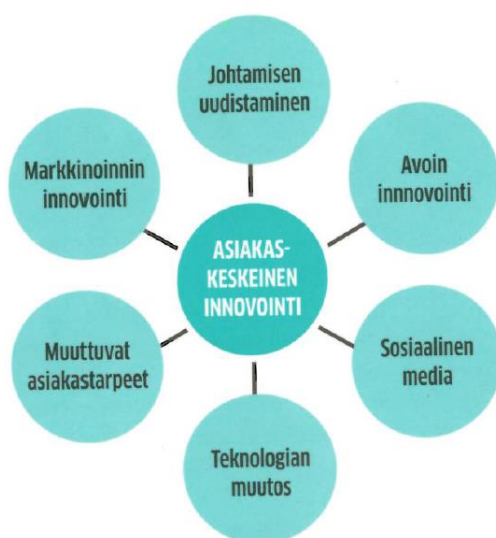 Johtamisen
uudistaminen
Markkinoinnin
innovointi
Avoin
innnovointi
ASIAKAS-
KESKEINEN
INNOVOINTI
Muuttuvat
asiakastarpeet
Sosiaalinen
media
Teknologian
muutos